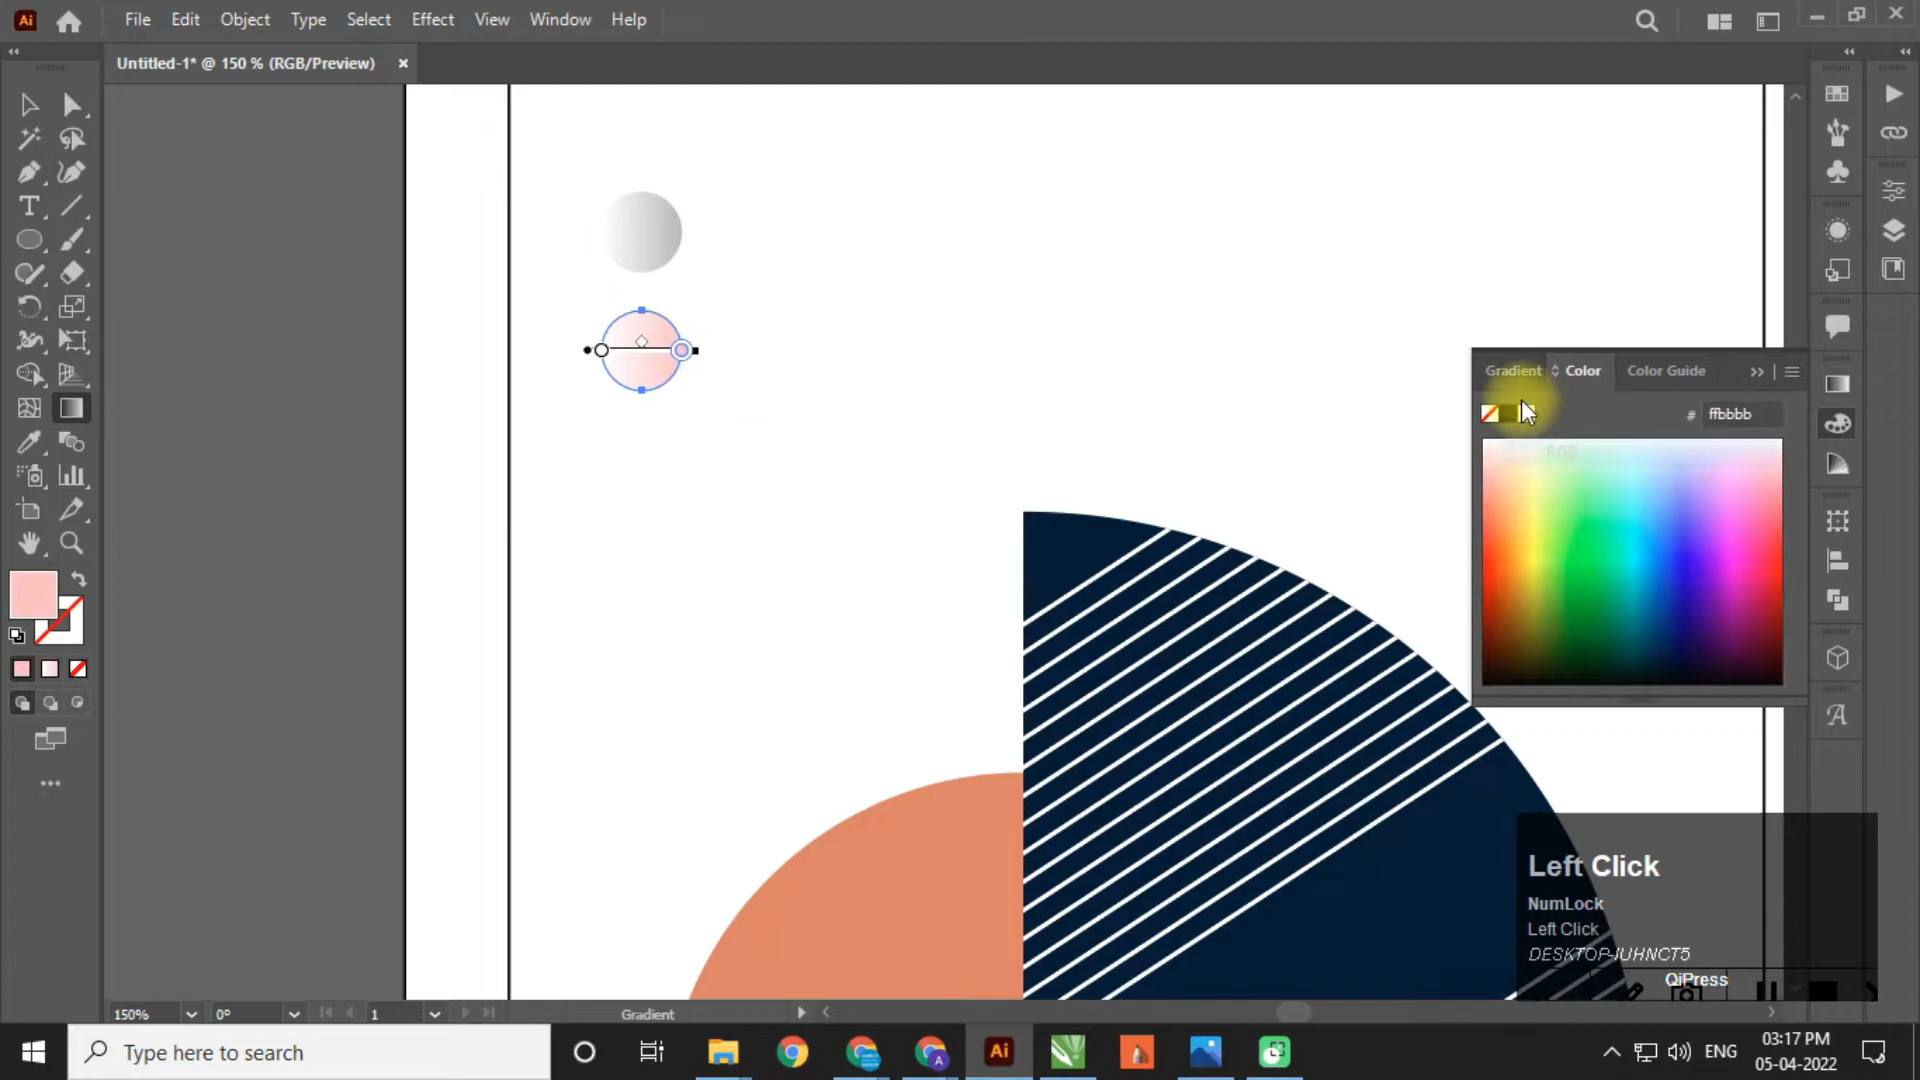 Ai File Edit Object Type Select Effect View Window Help
Untitled-1* @ 150 % (RGB/Preview)
Gradient Color Color Guide
# ffbbbb
Left Click
NumLock
Left Click
DESKTOP-IUHNCT5
QiPress
150% 0° 1 Gradient
Type here to search
Ai
A
ENG
03:17 PM
05-04-2022